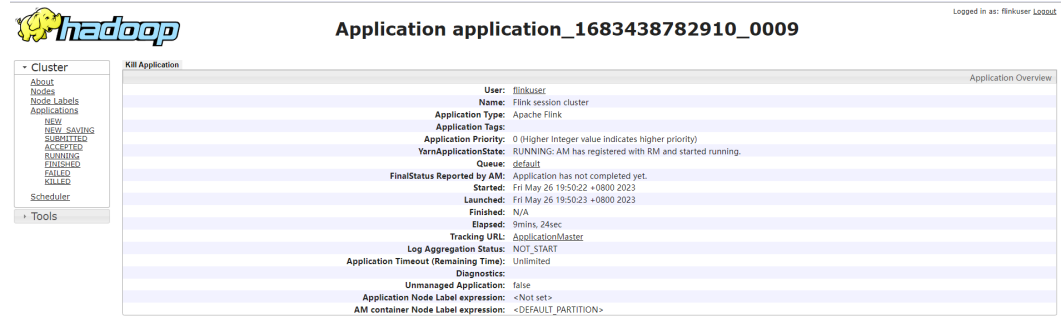 Logged in as: flinkuser Logout
hadoop
Application application_1683438782910_0009
Cluster
About
Nodes
Node Labels
Applications
NEW
NEW_SAVING
SUBMITTED
ACCEPTED
RUNNING
FINISHED
FAILED
KILLED
Scheduler
Tools
Kill Application
Application Overview
User: flinkuser
Name: Flink session cluster
Application Type: Apache Flink
Application Tags:
Application Priority: 0 (Higher Integer value indicates higher priority)
YarnApplicationState: RUNNING: AM has registered with RM and started running.
Queue: default
FinalStatus Reported by AM: Application has not completed yet.
Started: Fri May 26 19:50:22 +0800 2023
Launched: Fri May 26 19:50:23 +0800 2023
Finished: N/A
Elapsed: 9mins, 24sec
Tracking URL: ApplicationMaster
Log Aggregation Status: NOT_START
Application Timeout (Remaining Time): Unlimited
Diagnostics:
Unmanaged Application: false
Application Node Label expression: <Not set>
AM container Node Label expression: <DEFAULT_PARTITION>